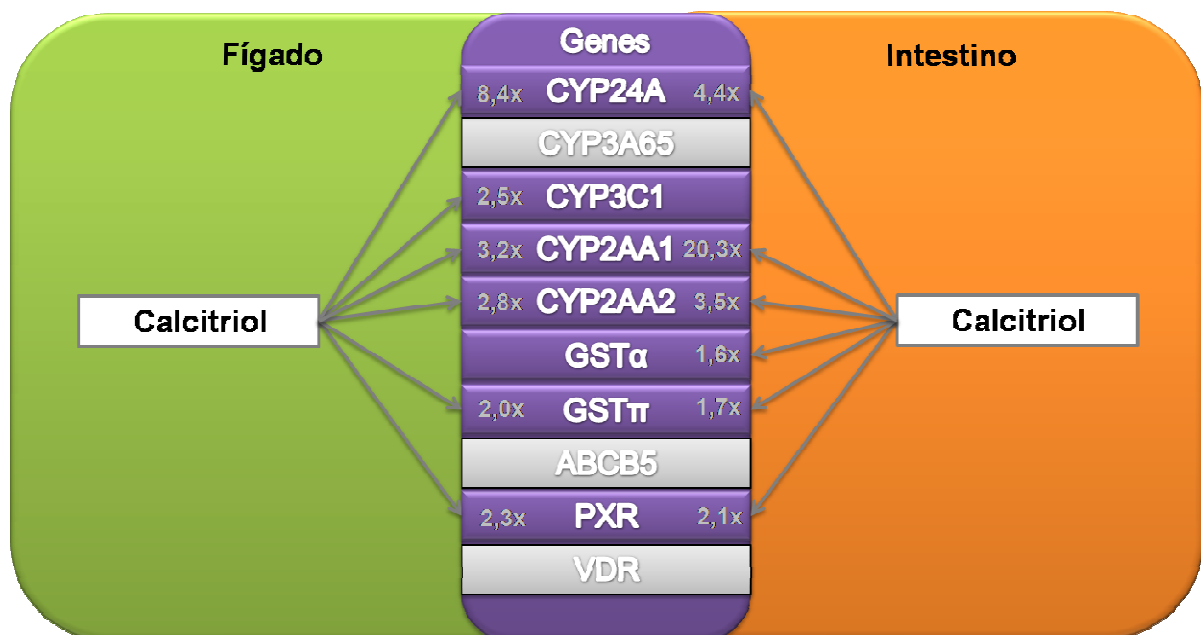 Fígado
Genes
Intestino
8,4x CYP24A 4,4x
CYP3A65
2,5x CYP3C1
3,2x CYP2AA1 20,3x
2,8x CYP2AA2 3,5x
Calcitriol
Calcitriol
GSTα 1,6x
2,0x GSTπ 1,7x
ABCB5
2,3x PXR 2,1x
VDR